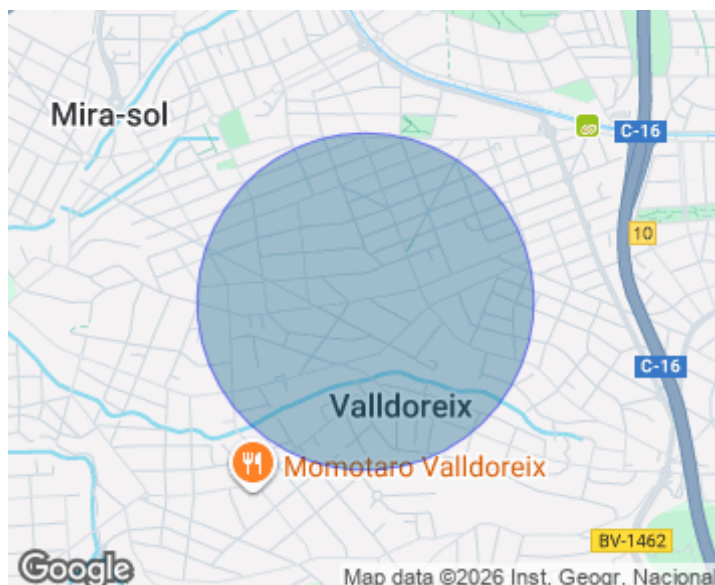 Mira-sol
C-16
10
C-16
Valldoreix
Momotaro Valldoreix
BV-1462
Google
Map data ©2026 Inst. Geogr. Nacional